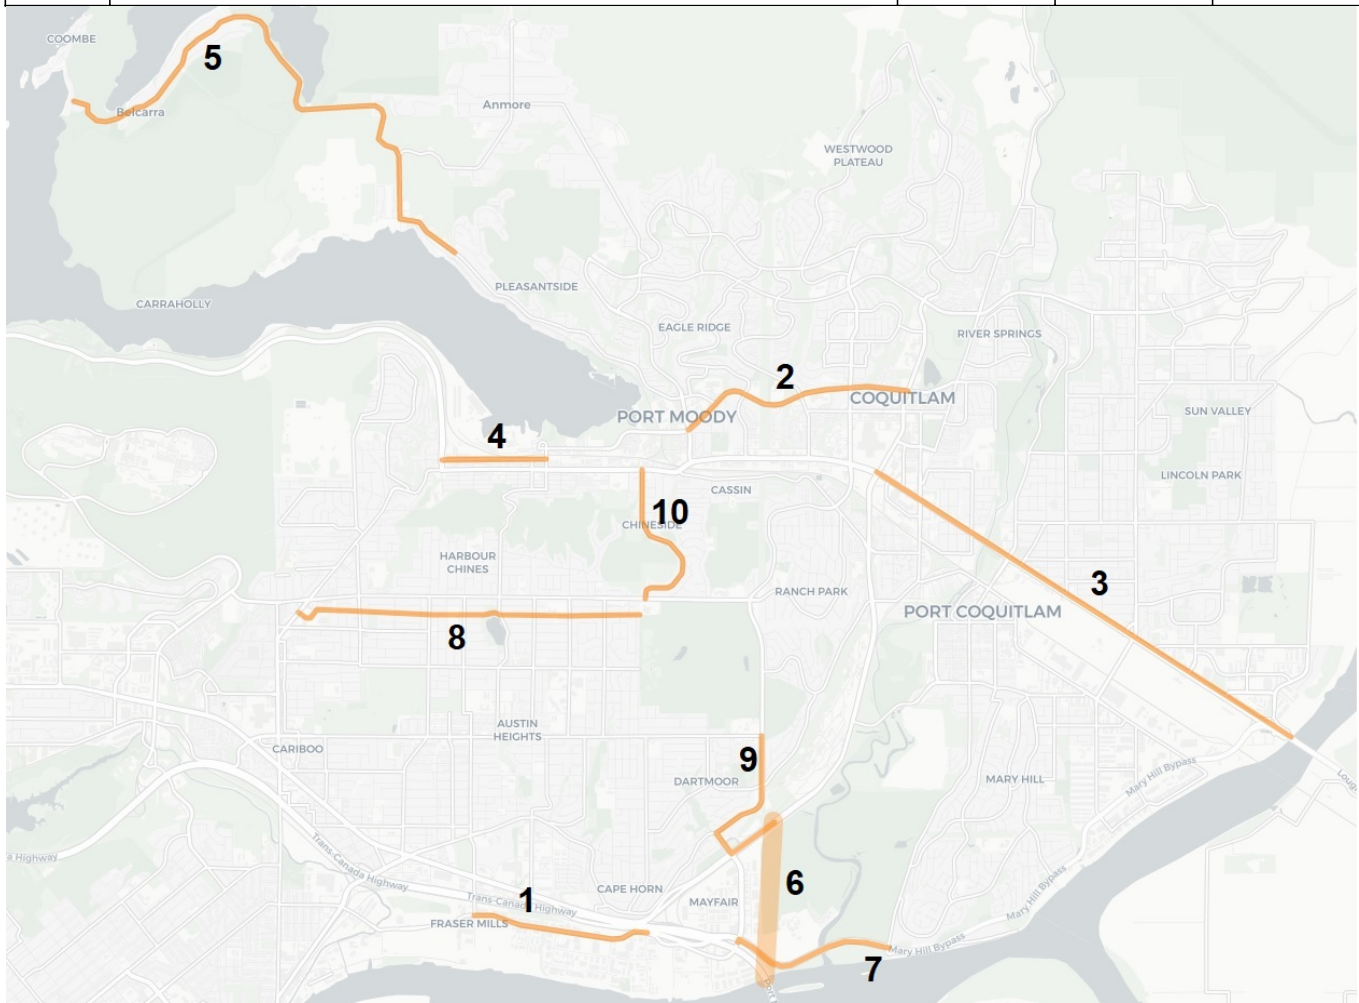 COOMBE
5
Belcarra
Anmore
WESTWOOD
PLATEAU
PLEASANTSIDE
CARRAHOLLY
EAGLE RIDGE
RIVER SPRINGS
2
COQUITLAM
PORT MOODY
SUN VALLEY
4
LINCOLN PARK
CASSIN
10
CHINESIDE
HARBOUR
CHINES
RANCH PARK
3
PORT COQUITLAM
8
AUSTIN
HEIGHTS
CARIBOO
9
DARTMOOR
MARY HILL
Mary Hill Bypass
Trans-Canada Highway
a Highway
6
CAPE HORN
1
MAYFAIR
Trans-Canada Highway
Mary Hill Bypass
FRASER MILLS
Mary Hill Bypass
7